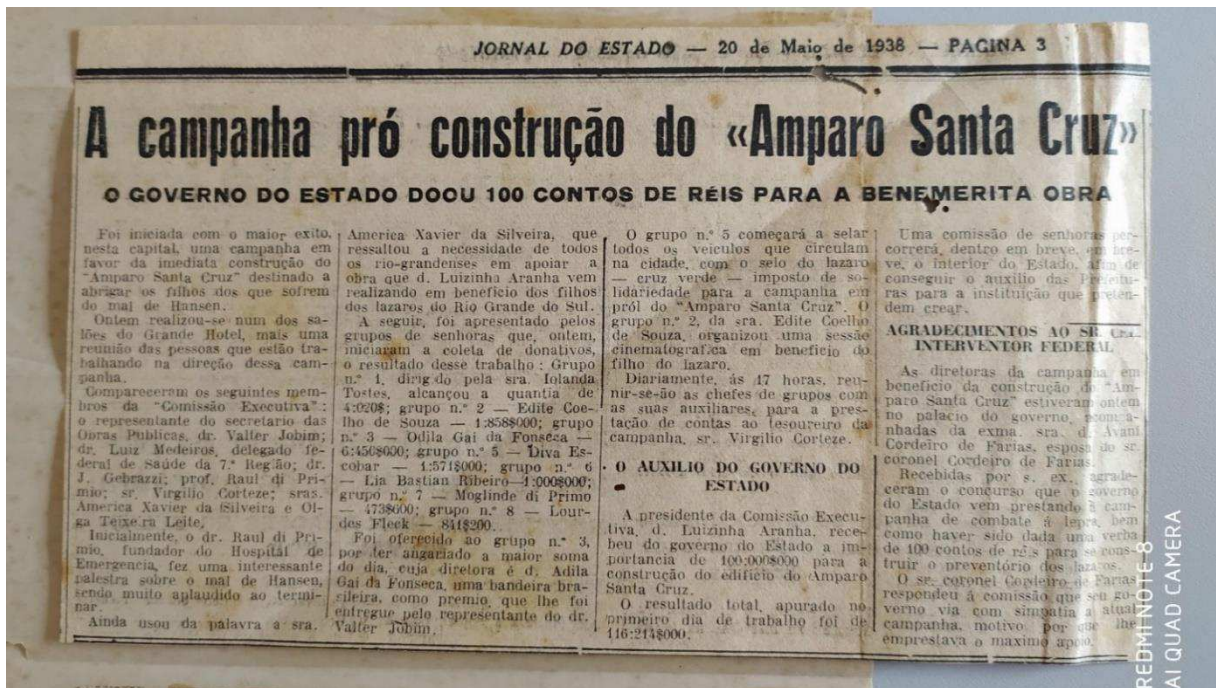 JORNAL DO ESTADO — 20 de Maio de 1938 — PAGINA 3
A campanha pró construção do «Amparo Santa Cruz»
O GOVERNO DO ESTADO DOOU 100 CONTOS DE RÉIS PARA A BENEMERITA OBRA
Foi iniciada com o maior exito,
nesta capital, uma campanha em
favor da imediata construção do
"Amparo Santa Cruz" destinado a
abrigar os filhos dos que sofrem
do mal de Hansen.
Ontem realizou-se num dos sa-
lões do Grande Hotel, mais uma
reunião das pessoas que estão tra-
balhando na direção dessa cam-
panha.
Compareceram os seguintes mem-
bros da "Comissão Executiva":
o representante do secretario das
Obras Públicas, dr. Valter Jobim;
dr. Luiz Medeiros, delegado fe-
deral de Saúde da 7.ª Região; dr.
J. Gebrazzi; prof. Raul di Pri-
mio; sr. Virgilio Corteze; sras.
America Xavier da Silveira e Ol-
ga Teixeira Leite.
Inicialmente, o dr. Raul di Pri-
mio, fundador do Hospital de
Emergencia, fez uma interessante
palestra sobre o mal de Hansen,
sendo muito aplaudido ao termi-
nar.
Ainda usou da palavra a sra.
America Xavier da Silveira, que
ressaltou a necessidade de todos
os rio-grandenses em apoiar a
obra que d. Luizinha Aranha vem
realizando em beneficio dos filhos
dos lazaros do Rio Grande do Sul.
A seguir, foi apresentado pelos
grupos de senhoras que, ontem,
iniciaram a coleta de donativos,
o resultado desse trabalho: Grupo
n.º 1, dirigido pela sra. Iolanda
Tostes, alcançou a quantia de
4:020$; grupo n.º 2 — Edite Coe-
lho de Souza — 1:858$000; grupo
n.º 3 — Odila Gai da Fonseca —
6:450$000; grupo n.º 5 — Diva Es-
cobar — 1:571$000; grupo n.º 6
— Lia Bastian Ribeiro — 1:000$000;
grupo n.º 7 — Moglinde di Primo
— 473$600; grupo n.º 8 — Lour-
des Fleck — 841$200.
Foi oferecido ao grupo n.º 3,
por ter angariado a maior soma
do dia, cuja diretora é d. Adila
Gai da Fonseca, uma bandeira bra-
sileira, como premio, que lhe foi
entregue pelo representante do dr.
Valter Jobim.
O grupo n.º 5 começará a selar
todos os veiculos que circulam
na cidade, com o selo do lazaro
— cruz verde — imposto de so-
lidariedade para a campanha em
pról do "Amparo Santa Cruz". O
grupo n.º 2, da sra. Edite Coelho
de Souza, organizou uma sessão
cinematografica em beneficio do
filho do lazaro.
Diariamente, ás 17 horas, reu-
nir-se-ão as chefes de grupos com
as suas auxiliares, para a pres-
tação de contas ao tesoureiro da
campanha, sr. Virgilio Corteze.
O AUXILIO DO GOVERNO DO
ESTADO
A presidente da Comissão Execu-
tiva, d. Luizinha Aranha, rece-
beu do governo do Estado a im-
portancia de 100:000$000 para a
construção do edificio do Amparo
Santa Cruz.
O resultado total, apurado no
primeiro dia de trabalho foi de
116:214$000.
Uma comissão de senhoras per-
correrá, dentro em breve, em bre-
ve, o interior do Estado, afim de
conseguir o auxilio das Prefeitu-
ras para a instituição que preten-
dem crear.
AGRADECIMENTOS AO SR. Cel.
INTERVENTOR FEDERAL
As diretoras da campanha em
beneficio da construção do "Am-
paro Santa Cruz" estiveram ontem
no palacio do governo, acompa-
nhadas da exma. sra. d. Avani
Cordeiro de Farias, esposa do sr.
coronel Cordeiro de Farias.
Recebidas por s. ex., agrade-
ceram o concurso que o governo
do Estado vem prestando á cam-
panha de combate á lepra, bem
como haver sido dada uma verba
de 100 contos de réis para se cons-
truir o preventório dos lazaros.
O sr. coronel Cordeiro de Farias
respondeu á comissão que seu go-
verno via com simpatia a atual
campanha, motivo por que lhe
emprestava o maximo apoio.
REDMI NOTE 8
AI QUAD CAMERA